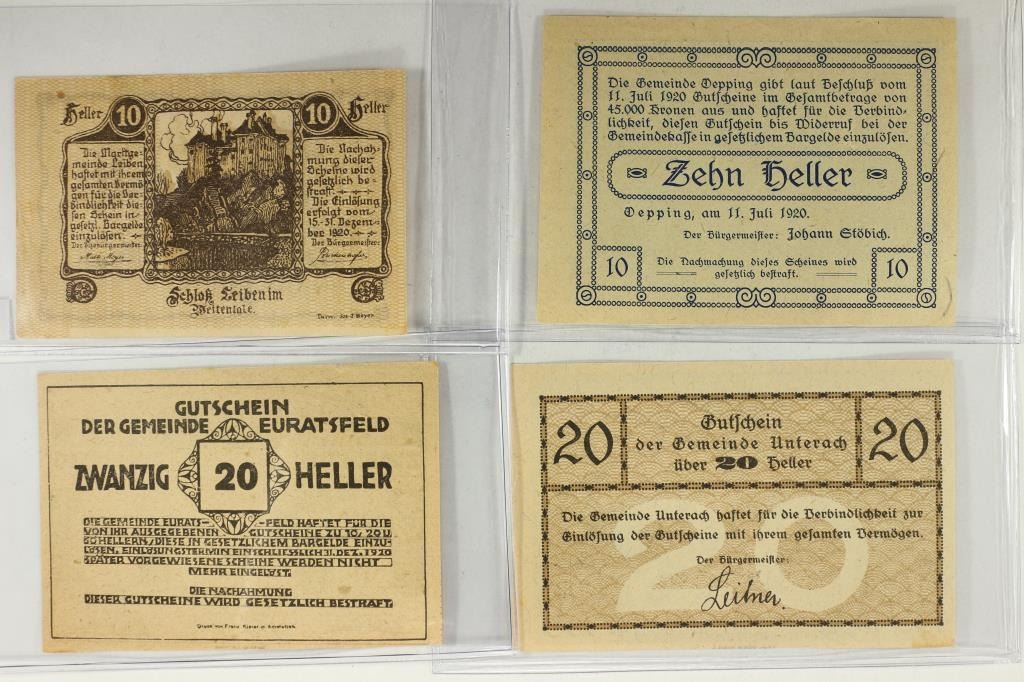 Heller 10 10 Heller
Die Marktge-
meinde Leiben
haftet mit ihrem
gesamten Vermö-
gen für die Ver-
bindlichkeit die-
sen Schein in
gesetzl. Bargelde
einzulösen.
Der Bürgermeister:
Die Nachah-
mung dieser
Scheine wird
gesetzlich be-
straft.
Die Einlösung
erfolgt vom
15.-31. Dezem-
ber 1920.
Der Bürgermeister:
Schloß Leiben im
Weitentale.
Die Gemeinde Oepping gibt laut Beschluß vom
11. Juli 1920 Gutscheine im Gesamtbetrage von
45.000 Kronen aus und haftet für die Verbind-
lichkeit, diesen Gutschein bis Widerruf bei der
Gemeindekasse in gesetzlichem Bargelde einzulösen.
Zehn Heller
Oepping, am 11. Juli 1920.
Der Bürgermeister: Johann Stöbich.
10 Die Nachmachung dieses Scheines wird 10
gesetzlich bestraft.
GUTSCHEIN
DER GEMEINDE EURATSFELD
ZWANZIG 20 HELLER
DIE GEMEINDE EURATS- -FELD HAFTET FÜR DIE
VON IHR AUSGEGEBENEN GUTSCHEINE ZU 10, 20 U.
50 HELLERN, DIESE IN GESETZLICHEM BARGELDE EINZU-
LÖSEN. EINLÖSUNGSTERMIN EINSCHLIESSLICH 31. DEZ. 1920
SPÄTER VORGEWIESENE SCHEINE WERDEN NICHT
MEHR EINGELÖST.
DIE NACHAHMUNG
DIESER GUTSCHEINE WIRD GESETZLICH BESTRAFT.
Druck von Franz in Amstetten.
20 Gutschein 20
der Gemeinde Unterach
über 20 Heller
Die Gemeinde Unterach haftet für die Verbindlichkeit zur
Einlösung der Gutscheine mit ihrem gesamten Vermögen.
20
Der Bürgermeister:
Leitner.